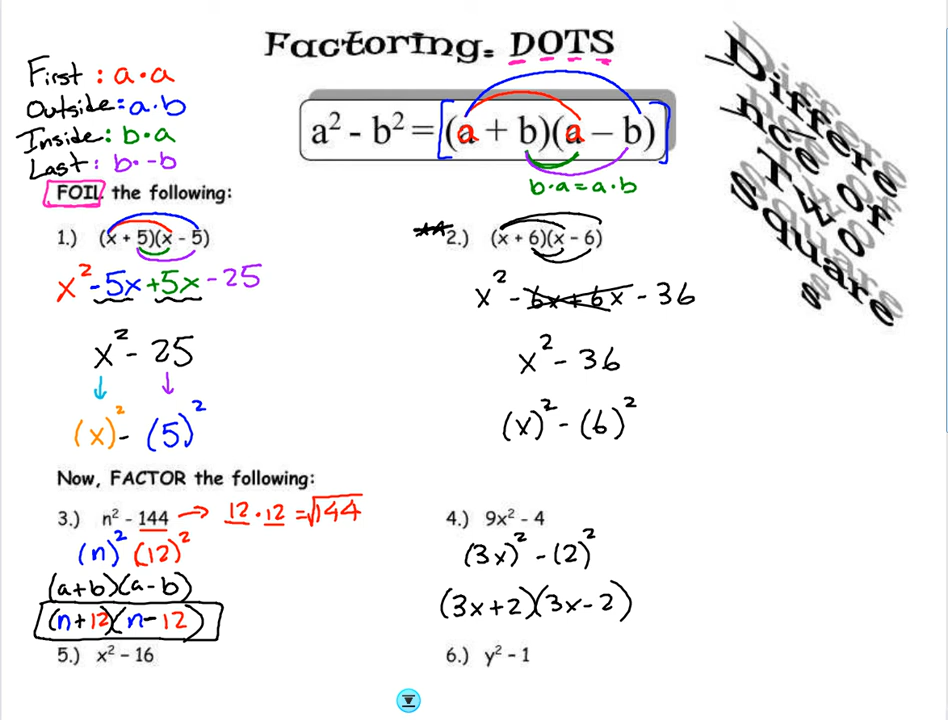 Factoring: DOTS
Difference of Two Squares
First : a·a
Outside: a·b
Inside: b·a
Last: b·-b
a² - b² = [(a + b)(a – b)]
b·a = a·b
FOIL the following:
1.) (x + 5)(x - 5)
x² -5x +5x -25
x² - 25
(x)² - (5)²
2.) (x + 6)(x - 6)
x² - 6x + 6x - 36
x² - 36
(x)² - (6)²
Now, FACTOR the following:
3.) n² - 144 → 12 · 12 = √144
(n)² (12)²
(a+b)(a-b)
(n+12)(n-12)
4.) 9x² - 4
(3x)² - (2)²
(3x+2)(3x-2)
5.) x² - 16
6.) y² - 1